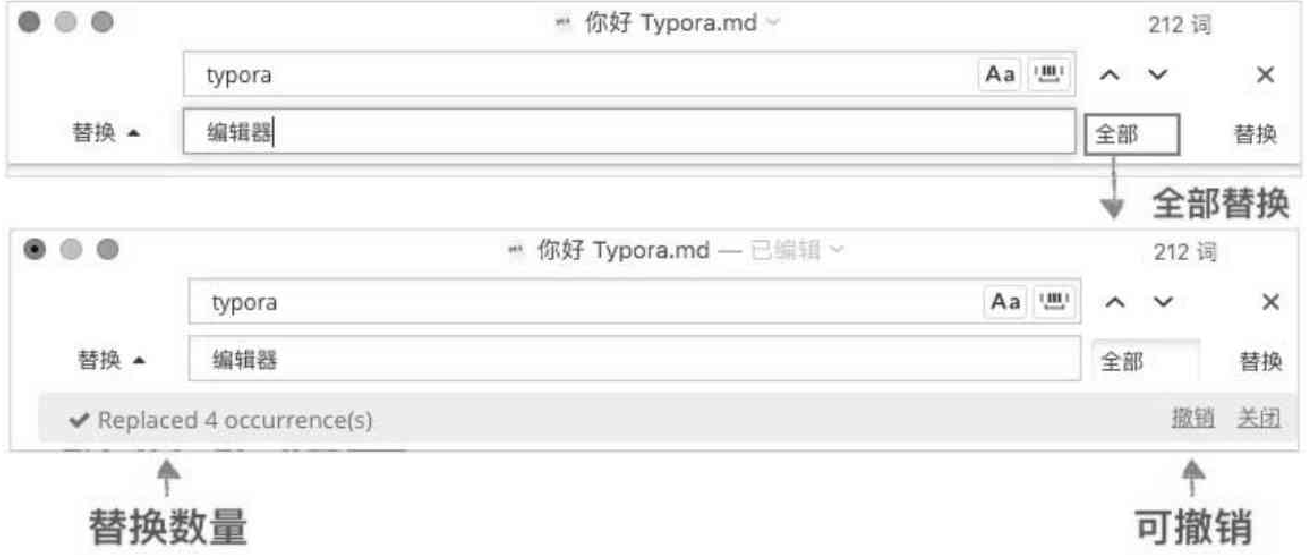 你好 Typora.md
212 词
typora
Aa
替换
编辑器
全部
替换
全部替换
你好 Typora.md — 已编辑
212 词
typora
Aa
替换
编辑器
全部
替换
Replaced 4 occurrence(s)
撤销 关闭
替换数量
可撤销